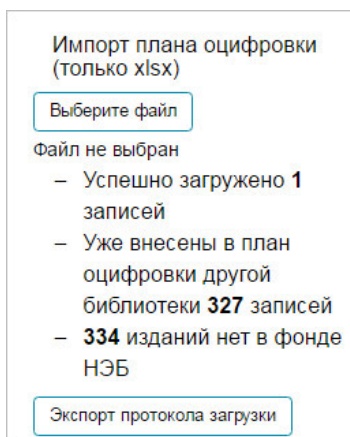 Импорт плана оцифровки
(только xlsx)
Выберите файл
Файл не выбран
– Успешно загружено 1
записей
– Уже внесены в план
оцифровки другой
библиотеки 327 записей
– 334 изданий нет в фонде
НЭБ
Экспорт протокола загрузки